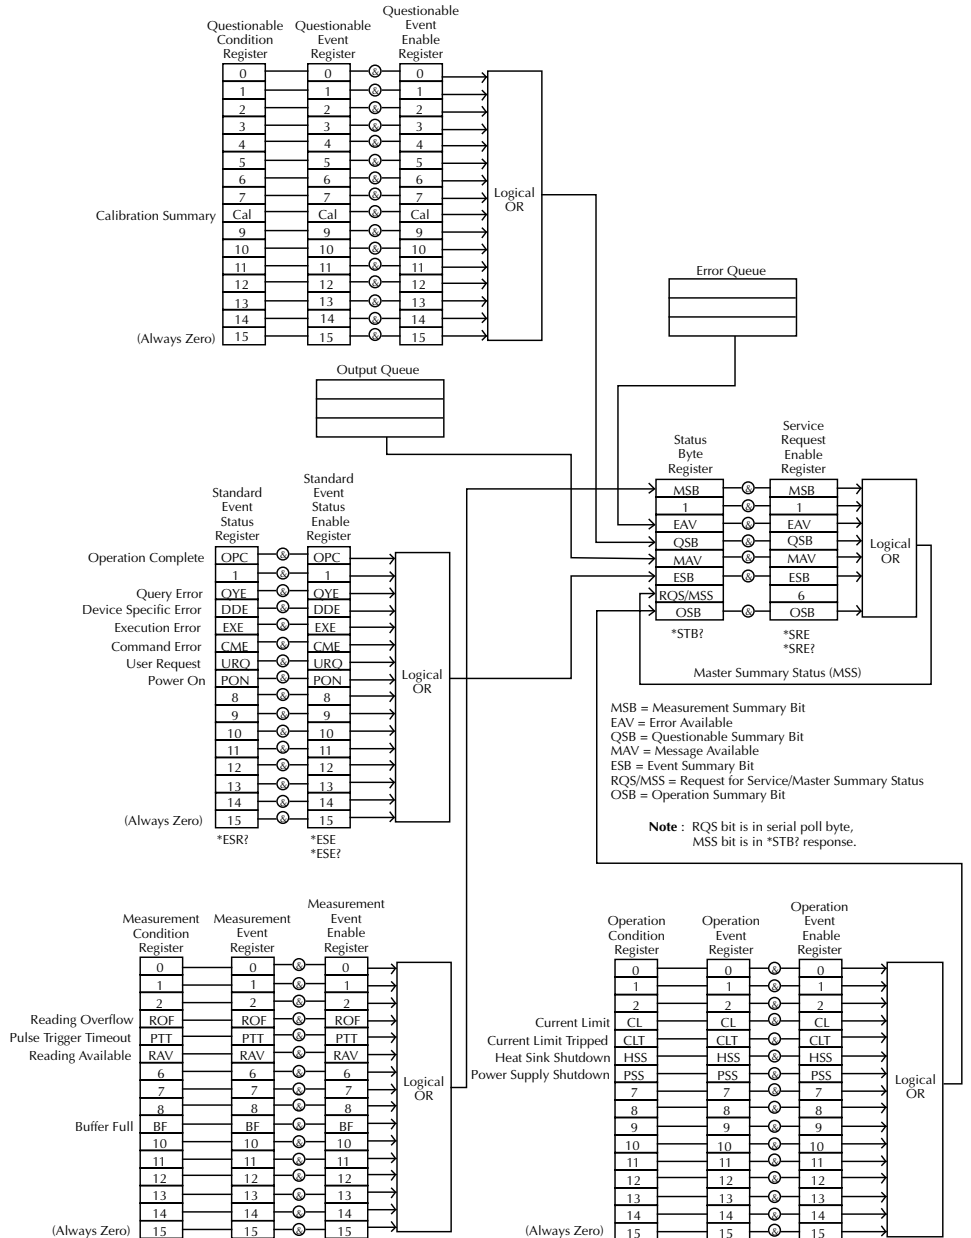 Questionable Condition Register
Questionable Event Register
Questionable Event Enable Register
0 0 & 0
1 1 & 1
2 2 & 2
3 3 & 3
4 4 & 4
5 5 & 5
6 6 & 6
7 7 & 7
Calibration Summary Cal Cal & Cal
9 9 & 9
10 10 & 10
11 11 & 11
12 12 & 12
13 13 & 13
14 14 & 14
(Always Zero) 15 15 & 15
Logical OR
Error Queue
Output Queue
Status Byte Register
Service Request Enable Register
MSB & MSB
1 & 1
EAV & EAV
QSB & QSB
MAV & MAV
ESB & ESB
RQS/MSS 6
OSB & OSB
*STB?
*SRE
*SRE?
Logical OR
Master Summary Status (MSS)
MSB = Measurement Summary Bit
EAV = Error Available
QSB = Questionable Summary Bit
MAV = Message Available
ESB = Event Summary Bit
RQS/MSS = Request for Service/Master Summary Status
OSB = Operation Summary Bit
Note : RQS bit is in serial poll byte,
MSS bit is in *STB? response.
Standard Event Status Register
Standard Event Status Enable Register
Operation Complete OPC & OPC
1 & 1
Query Error QYE & QYE
Device Specific Error DDE & DDE
Execution Error EXE & EXE
Command Error CME & CME
User Request URQ & URQ
Power On PON & PON
8 & 8
9 & 9
10 & 10
11 & 11
12 & 12
13 & 13
14 & 14
(Always Zero) 15 & 15
*ESR?
*ESE
*ESE?
Logical OR
Measurement Condition Register
Measurement Event Register
Measurement Event Enable Register
0 0 & 0
1 1 & 1
2 2 & 2
Reading Overflow ROF ROF & ROF
Pulse Trigger Timeout PTT PTT & PTT
Reading Available RAV RAV & RAV
6 6 & 6
7 7 & 7
8 8 & 8
Buffer Full BF BF & BF
10 10 & 10
11 11 & 11
12 12 & 12
13 13 & 13
14 14 & 14
(Always Zero) 15 15 & 15
Logical OR
Operation Condition Register
Operation Event Register
Operation Event Enable Register
0 0 & 0
1 1 & 1
2 2 & 2
Current Limit CL CL & CL
Current Limit Tripped CLT CLT & CLT
Heat Sink Shutdown HSS HSS & HSS
Power Supply Shutdown PSS PSS & PSS
7 7 & 7
8 8 & 8
9 9 & 9
10 10 & 10
11 11 & 11
12 12 & 12
13 13 & 13
14 14 & 14
(Always Zero) 15 15 & 15
Logical OR